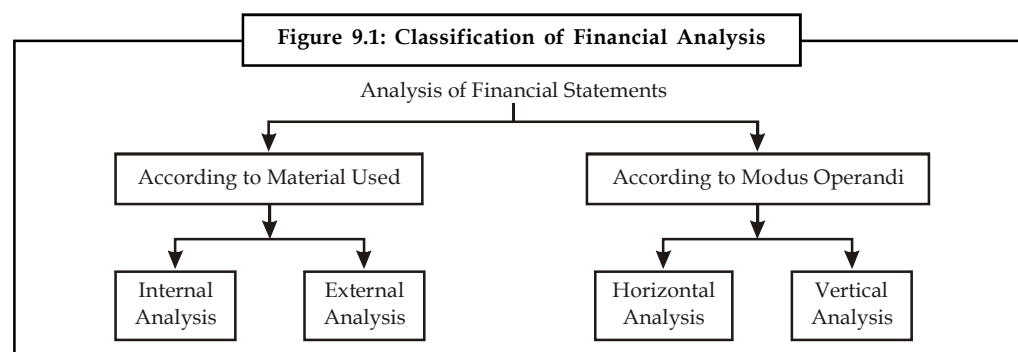 Figure 9.1: Classification of Financial Analysis
Analysis of Financial Statements
According to Material Used
According to Modus Operandi
Internal
Analysis
External
Analysis
Horizontal
Analysis
Vertical
Analysis